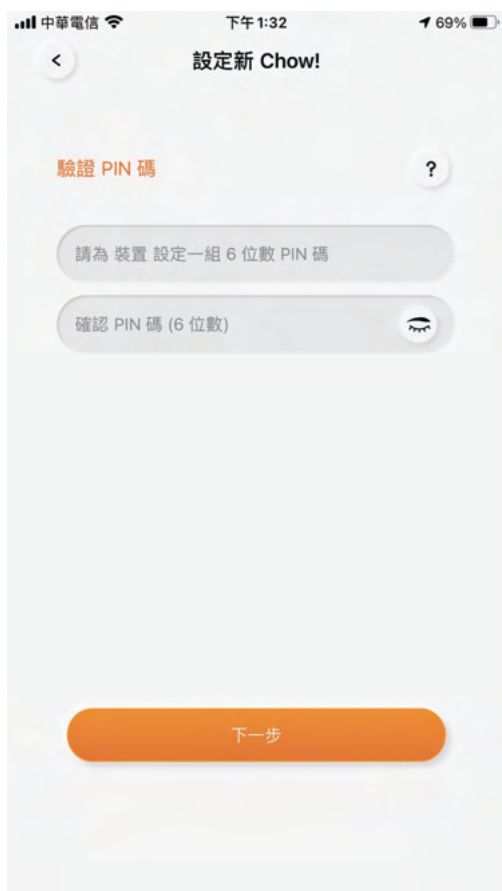 中華電信
下午1:32
69%
設定新 Chow!
驗證 PIN 碼
?
請為 裝置 設定一組 6 位數 PIN 碼
確認 PIN 碼 (6 位數)
下一步